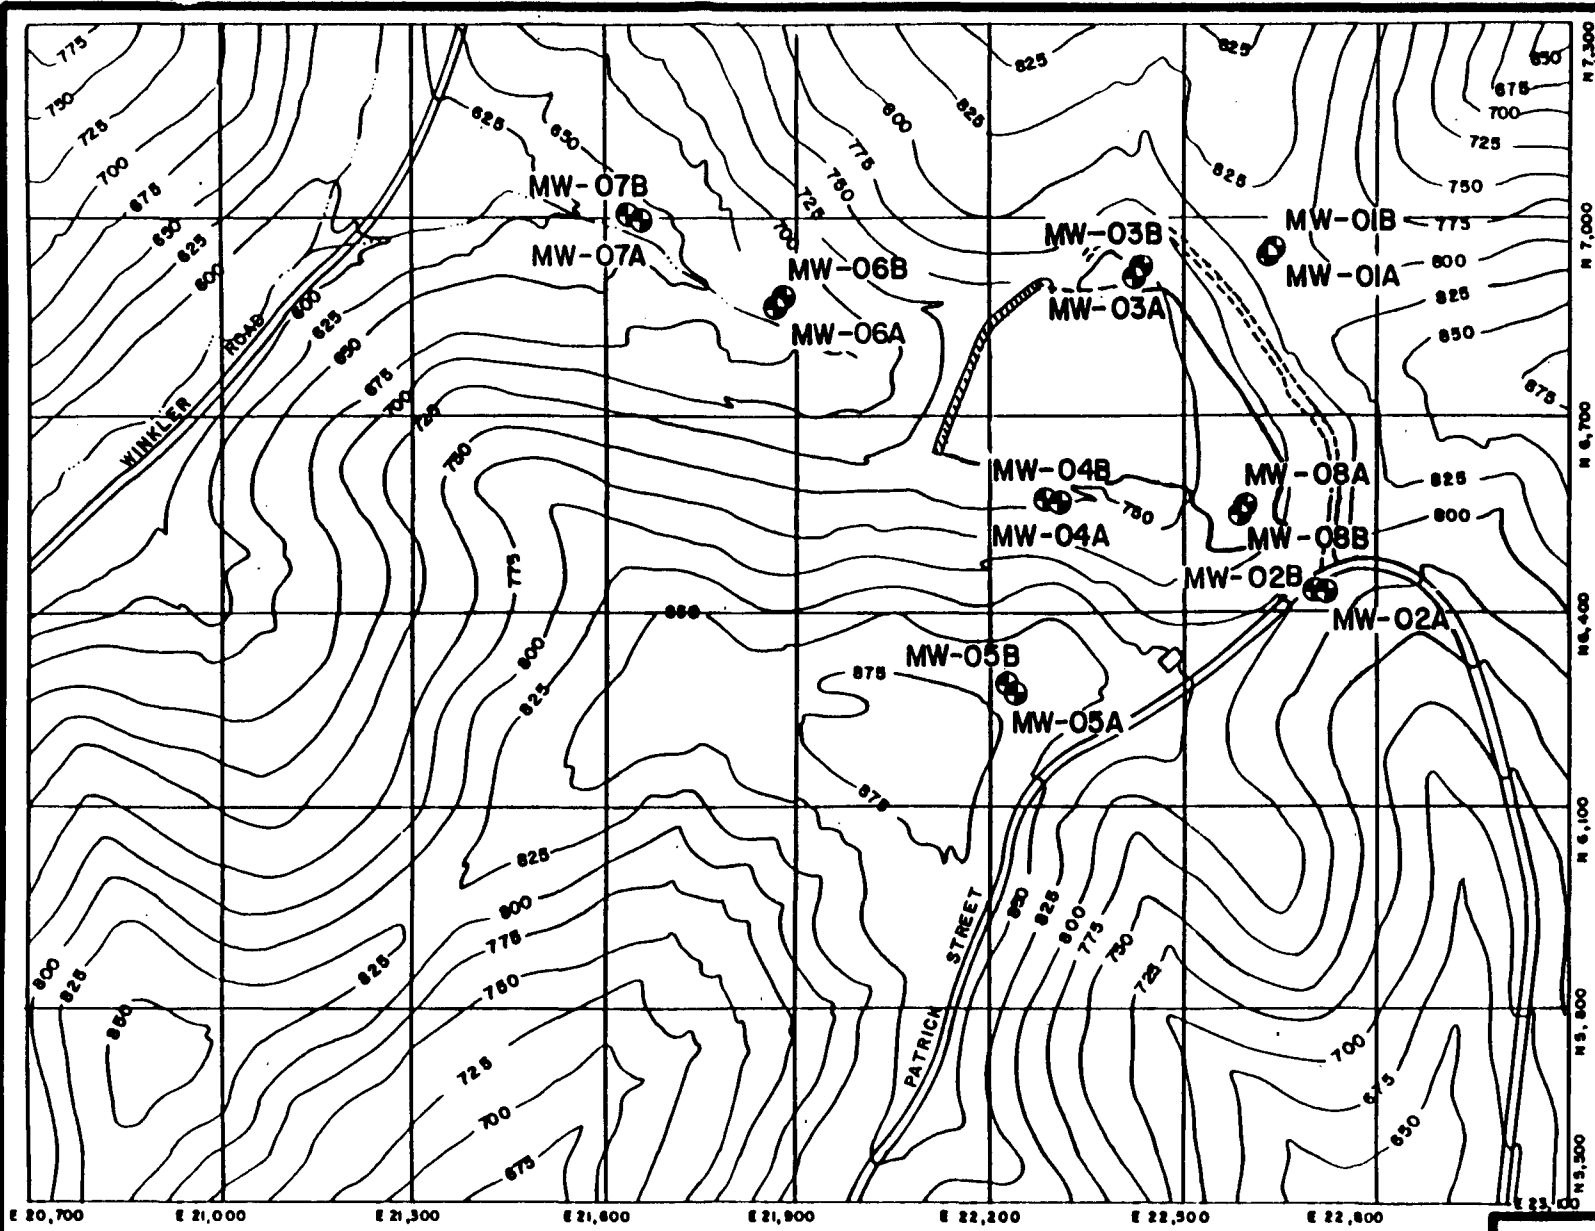 775
825
825
650
N 7,300
750
675
700
725
625
650
800
825
775
725
700
675
825
750
MW-07B
750
725
650
MW-01B
N 7,000
775
625
MW-03B
700
MW-07A
MW-06B
800
600
MW-01A
600
825
MW-03A
625
ROAD
MW-06A
850
650
675
675
700
725
WINKLER
N 6,700
750
MW-04B
MW-08A
825
750
800
MW-04A
MW-08B
775
MW-02B
850
MW-02A
N 6,400
800
MW-05B
875
825
MW-05A
875
N 6,100
825
800
850
825
800
775
750
775
STREET
825
800
725
825
750
850
N 5,800
PATRICK
700
725
675
700
650
675
N 5,500
E 20,700
E 21,000
E 21,300
E 21,600
E 21,900
E 22,200
E 22,500
E 22,800
E 23,100